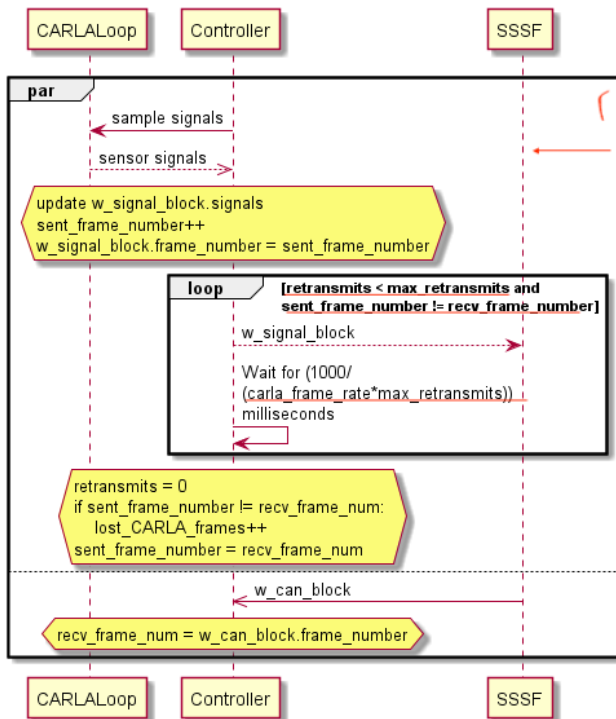 CARLALoop Controller SSSF
par
sample signals
sensor signals
update w_signal_block.signals
sent_frame_number++
w_signal_block.frame_number = sent_frame_number
loop [retransmits < max_retransmits and
sent_frame_number != recv_frame_number]
w_signal_block
Wait for (1000/
(carla_frame_rate*max_retransmits))
milliseconds
retransmits = 0
if sent_frame_number != recv_frame_num:
lost_CARLA_frames++
sent_frame_number = recv_frame_num
w_can_block
recv_frame_num = w_can_block.frame_number
CARLALoop Controller SSSF